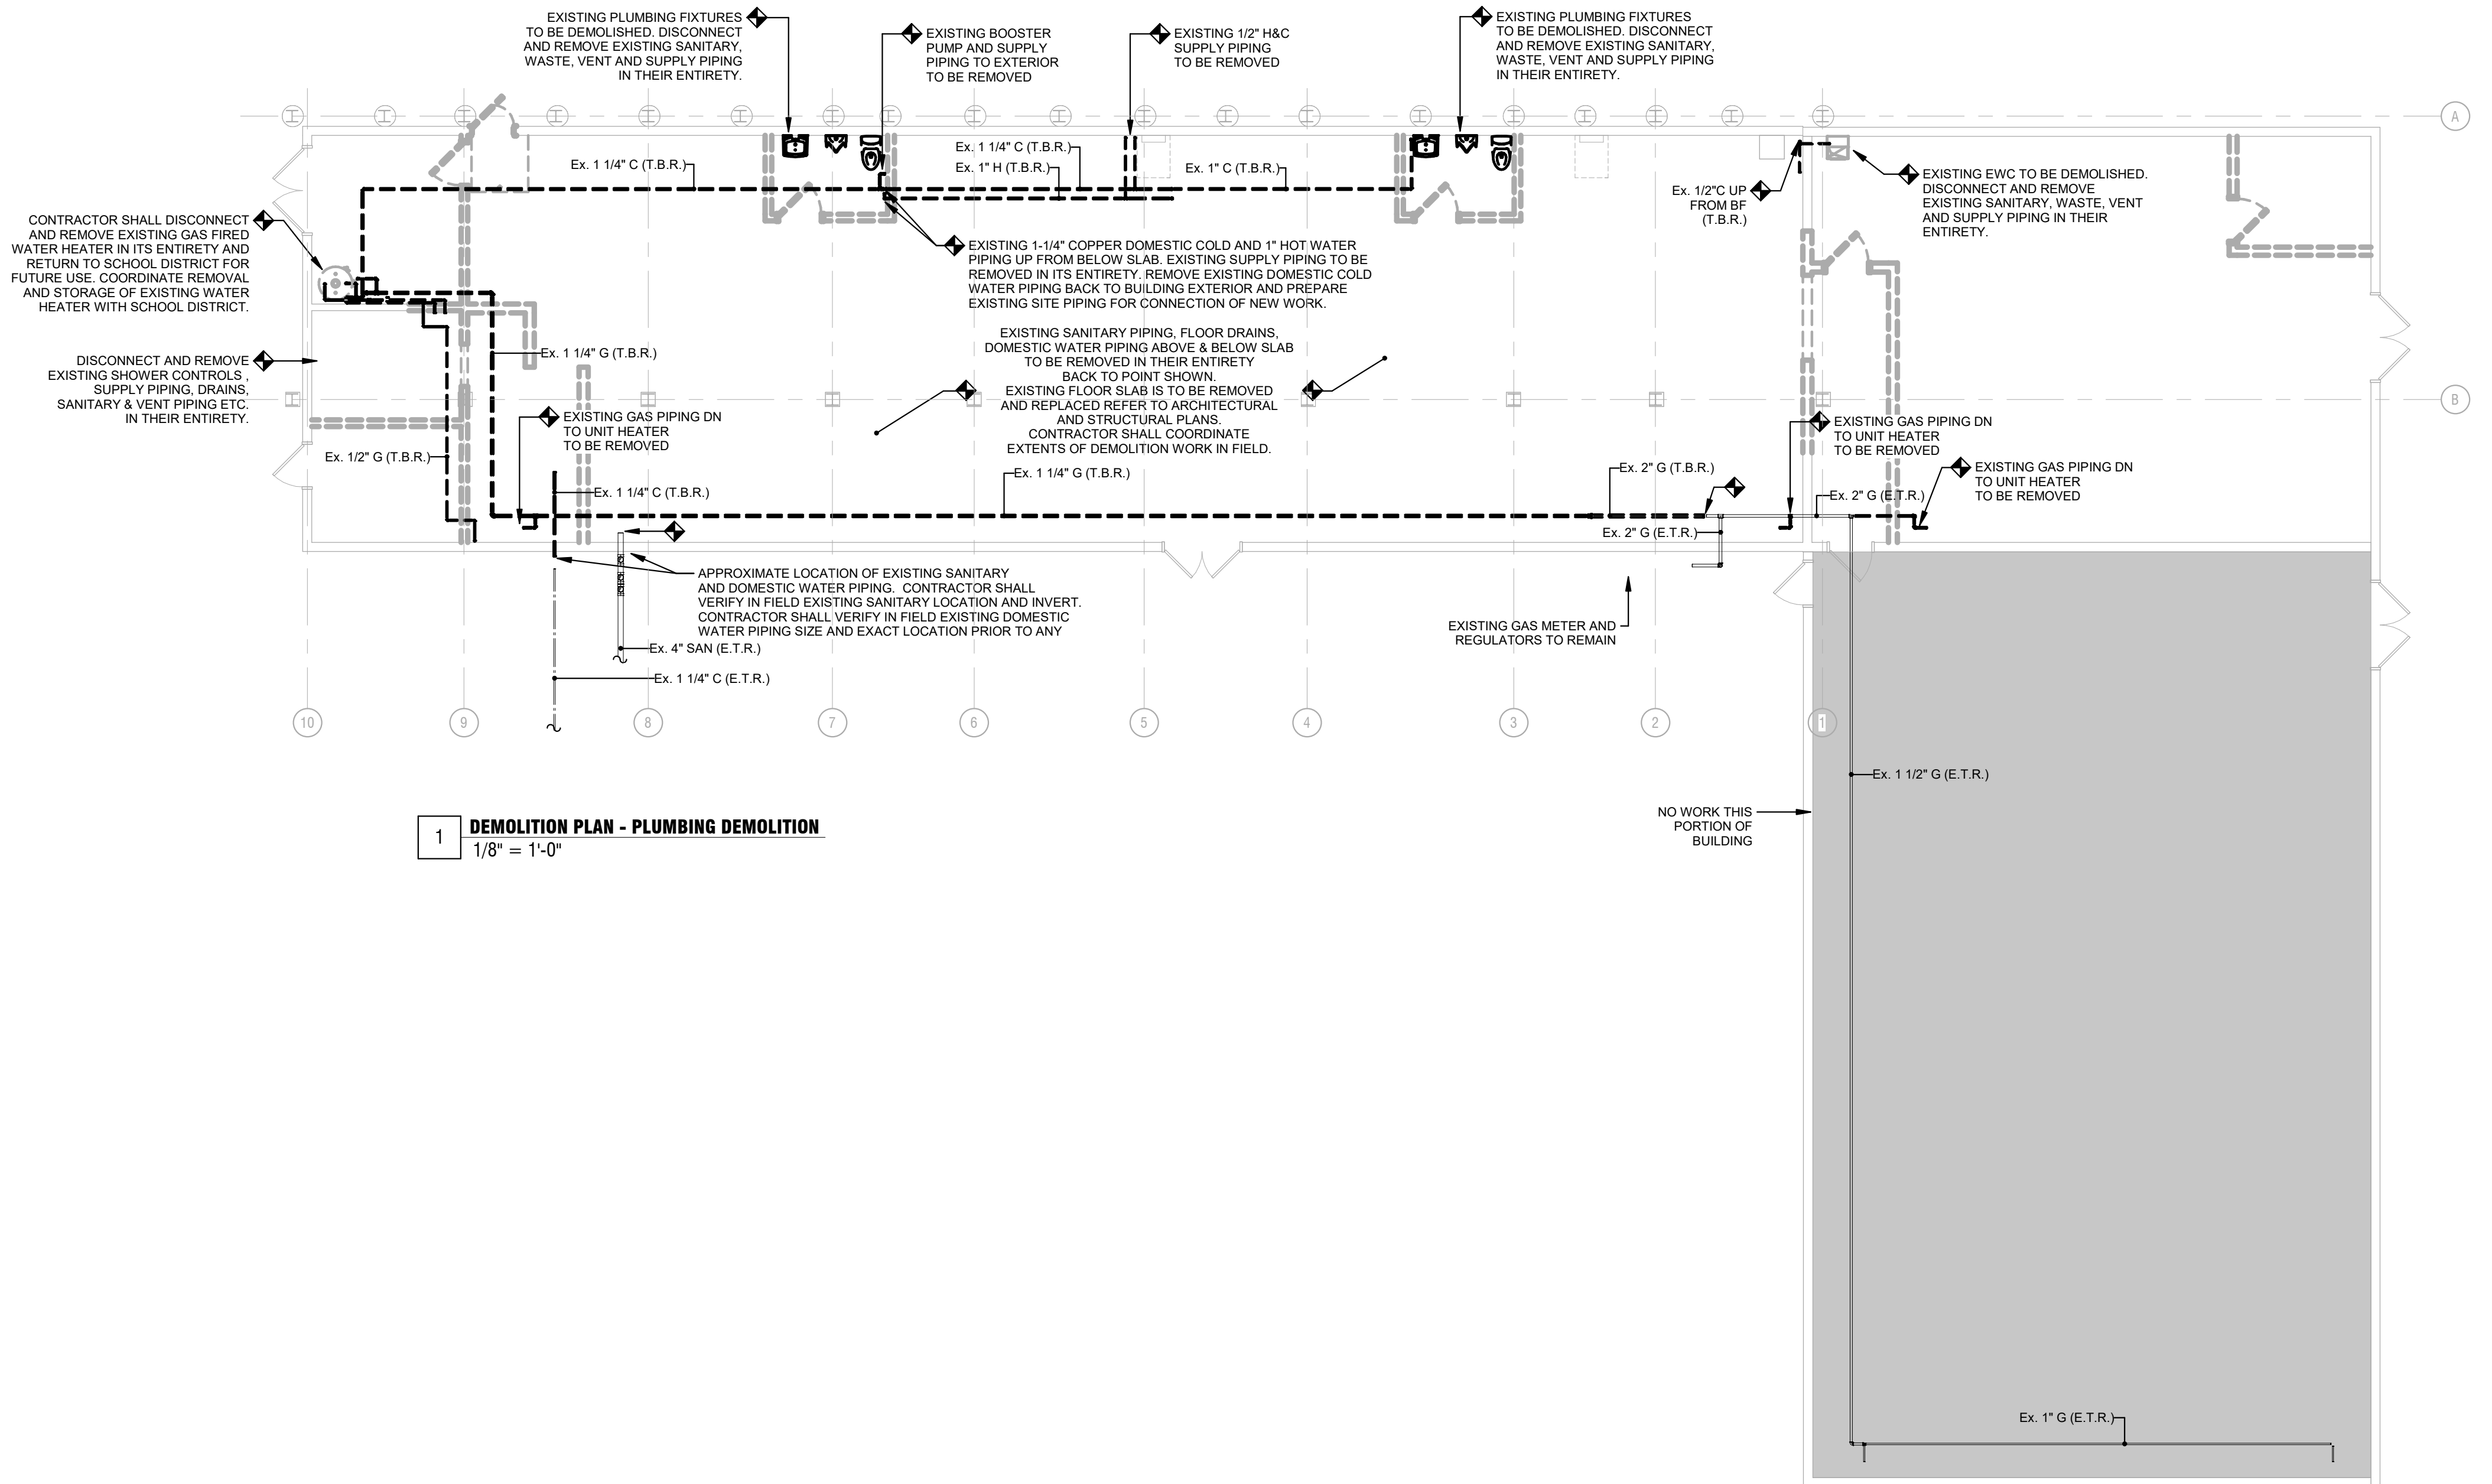 EXISTING PLUMBING FIXTURES
TO BE DEMOLISHED. DISCONNECT
AND REMOVE EXISTING SANITARY,
WASTE, VENT AND SUPPLY PIPING
IN THEIR ENTIRETY.
EXISTING BOOSTER
PUMP AND SUPPLY
PIPING TO EXTERIOR
TO BE REMOVED
EXISTING 1/2" H&C
SUPPLY PIPING
TO BE REMOVED
EXISTING PLUMBING FIXTURES
TO BE DEMOLISHED. DISCONNECT
AND REMOVE EXISTING SANITARY,
WASTE, VENT AND SUPPLY PIPING
IN THEIR ENTIRETY.
A
Ex. 1 1/4" C (T.B.R.)
Ex. 1 1/4" C (T.B.R.)
Ex. 1" H (T.B.R.)
Ex. 1" C (T.B.R.)
Ex. 1/2"C UP
FROM BF
(T.B.R.)
EXISTING EWC TO BE DEMOLISHED.
DISCONNECT AND REMOVE
EXISTING SANITARY, WASTE, VENT
AND SUPPLY PIPING IN THEIR
ENTIRETY.
CONTRACTOR SHALL DISCONNECT
AND REMOVE EXISTING GAS FIRED
WATER HEATER IN ITS ENTIRETY AND
RETURN TO SCHOOL DISTRICT FOR
FUTURE USE. COORDINATE REMOVAL
AND STORAGE OF EXISTING WATER
HEATER WITH SCHOOL DISTRICT.
EXISTING 1-1/4" COPPER DOMESTIC COLD AND 1" HOT WATER
PIPING UP FROM BELOW SLAB. EXISTING SUPPLY PIPING TO BE
REMOVED IN ITS ENTIRETY. REMOVE EXISTING DOMESTIC COLD
WATER PIPING BACK TO BUILDING EXTERIOR AND PREPARE
EXISTING SITE PIPING FOR CONNECTION OF NEW WORK.
DISCONNECT AND REMOVE
EXISTING SHOWER CONTROLS ,
SUPPLY PIPING, DRAINS,
SANITARY & VENT PIPING ETC.
IN THEIR ENTIRETY.
Ex. 1 1/4" G (T.B.R.)
EXISTING SANITARY PIPING, FLOOR DRAINS,
DOMESTIC WATER PIPING ABOVE & BELOW SLAB
TO BE REMOVED IN THEIR ENTIRETY
BACK TO POINT SHOWN.
EXISTING FLOOR SLAB IS TO BE REMOVED
AND REPLACED REFER TO ARCHITECTURAL
AND STRUCTURAL PLANS.
CONTRACTOR SHALL COORDINATE
EXTENTS OF DEMOLITION WORK IN FIELD.
B
EXISTING GAS PIPING DN
TO UNIT HEATER
TO BE REMOVED
EXISTING GAS PIPING DN
TO UNIT HEATER
TO BE REMOVED
EXISTING GAS PIPING DN
TO UNIT HEATER
TO BE REMOVED
Ex. 1/2" G (T.B.R.)
Ex. 1 1/4" C (T.B.R.)
Ex. 1 1/4" G (T.B.R.)
Ex. 2" G (T.B.R.)
Ex. 2" G (E.T.R.)
Ex. 2" G (E.T.R.)
APPROXIMATE LOCATION OF EXISTING SANITARY
AND DOMESTIC WATER PIPING. CONTRACTOR SHALL
VERIFY IN FIELD EXISTING SANITARY LOCATION AND INVERT.
CONTRACTOR SHALL VERIFY IN FIELD EXISTING DOMESTIC
WATER PIPING SIZE AND EXACT LOCATION PRIOR TO ANY
Ex. 4" SAN (E.T.R.)
Ex. 1 1/4" C (E.T.R.)
EXISTING GAS METER AND
REGULATORS TO REMAIN
10
9
8
7
6
5
4
3
2
1
Ex. 1 1/2" G (E.T.R.)
NO WORK THIS
PORTION OF
BUILDING
1
DEMOLITION PLAN - PLUMBING DEMOLITION
1/8" = 1'-0"
Ex. 1" G (E.T.R.)